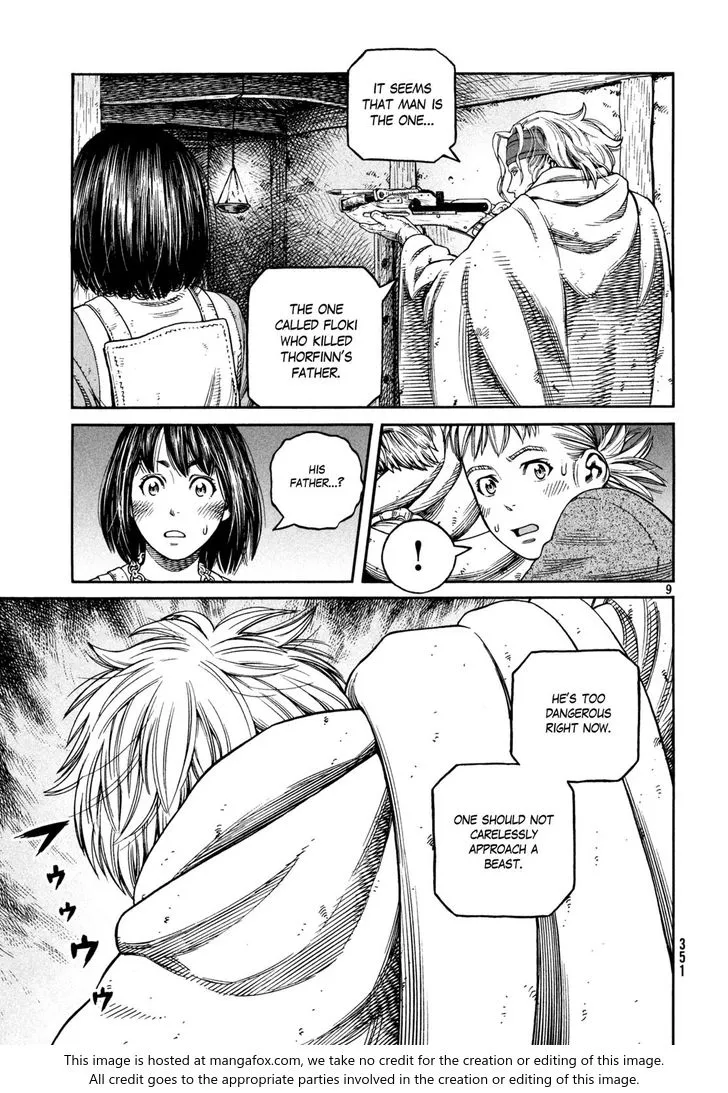 IT SEEMS
THAT MAN IS
THE ONE...
THE ONE
CALLED FLOKI
WHO KILLED
THORFINN'S
FATHER.
HIS
FATHER...?
!
9
HE'S TOO
DANGEROUS
RIGHT NOW.
ONE SHOULD NOT
CARELESSLY
APPROACH A
BEAST.
フゥゥウウ
351
This image is hosted at mangafox.com, we take no credit for the creation or editing of this image.
All credit goes to the appropriate parties involved in the creation or editing of this image.